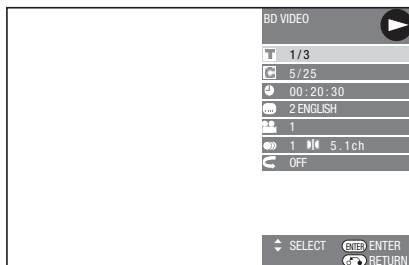 BD VIDEO
T 1/3
C 5/25
00:20:30
... 2 ENGLISH
1
1 5.1ch
OFF
SELECT ENTER ENTER
RETURN